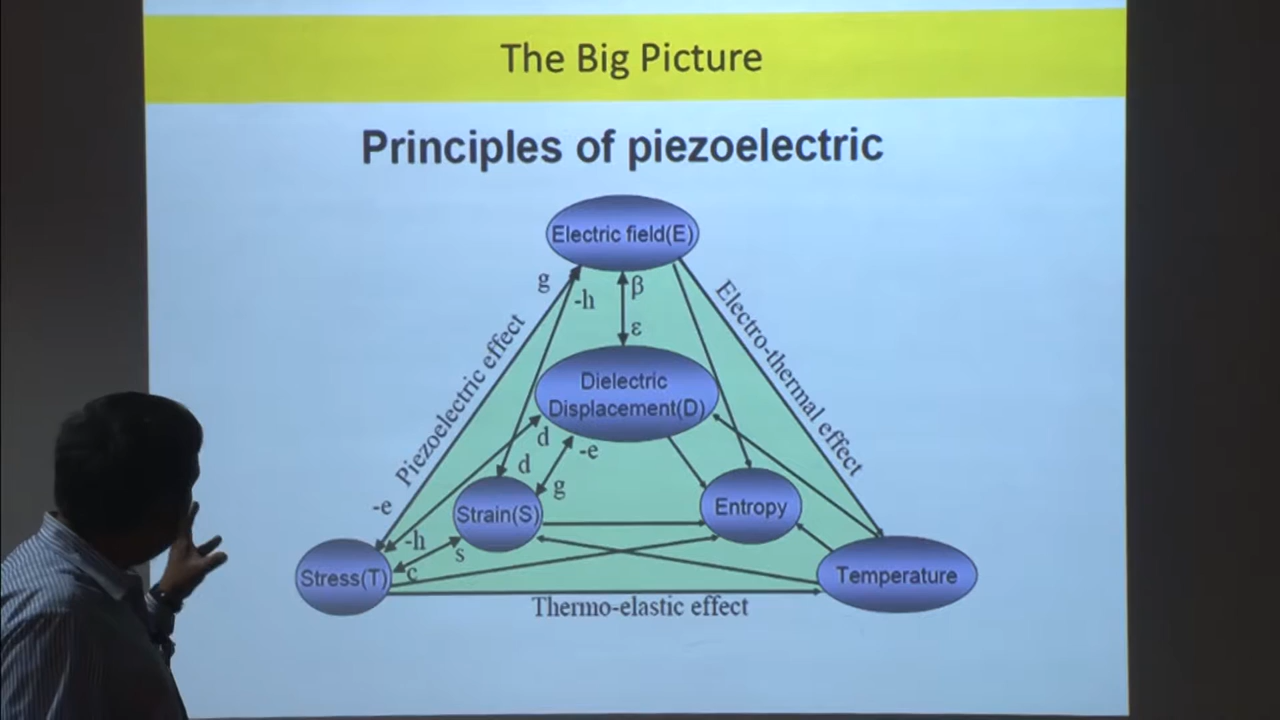 The Big Picture
Principles of piezoelectric
Electric field(E)
g
-h
β
ε
Piezoelectric effect
Electro-thermal effect
Dielectric
Displacement(D)
d
-e
d
g
-e
Strain(S)
Entropy
-h
s
c
Stress(T)
Temperature
Thermo-elastic effect